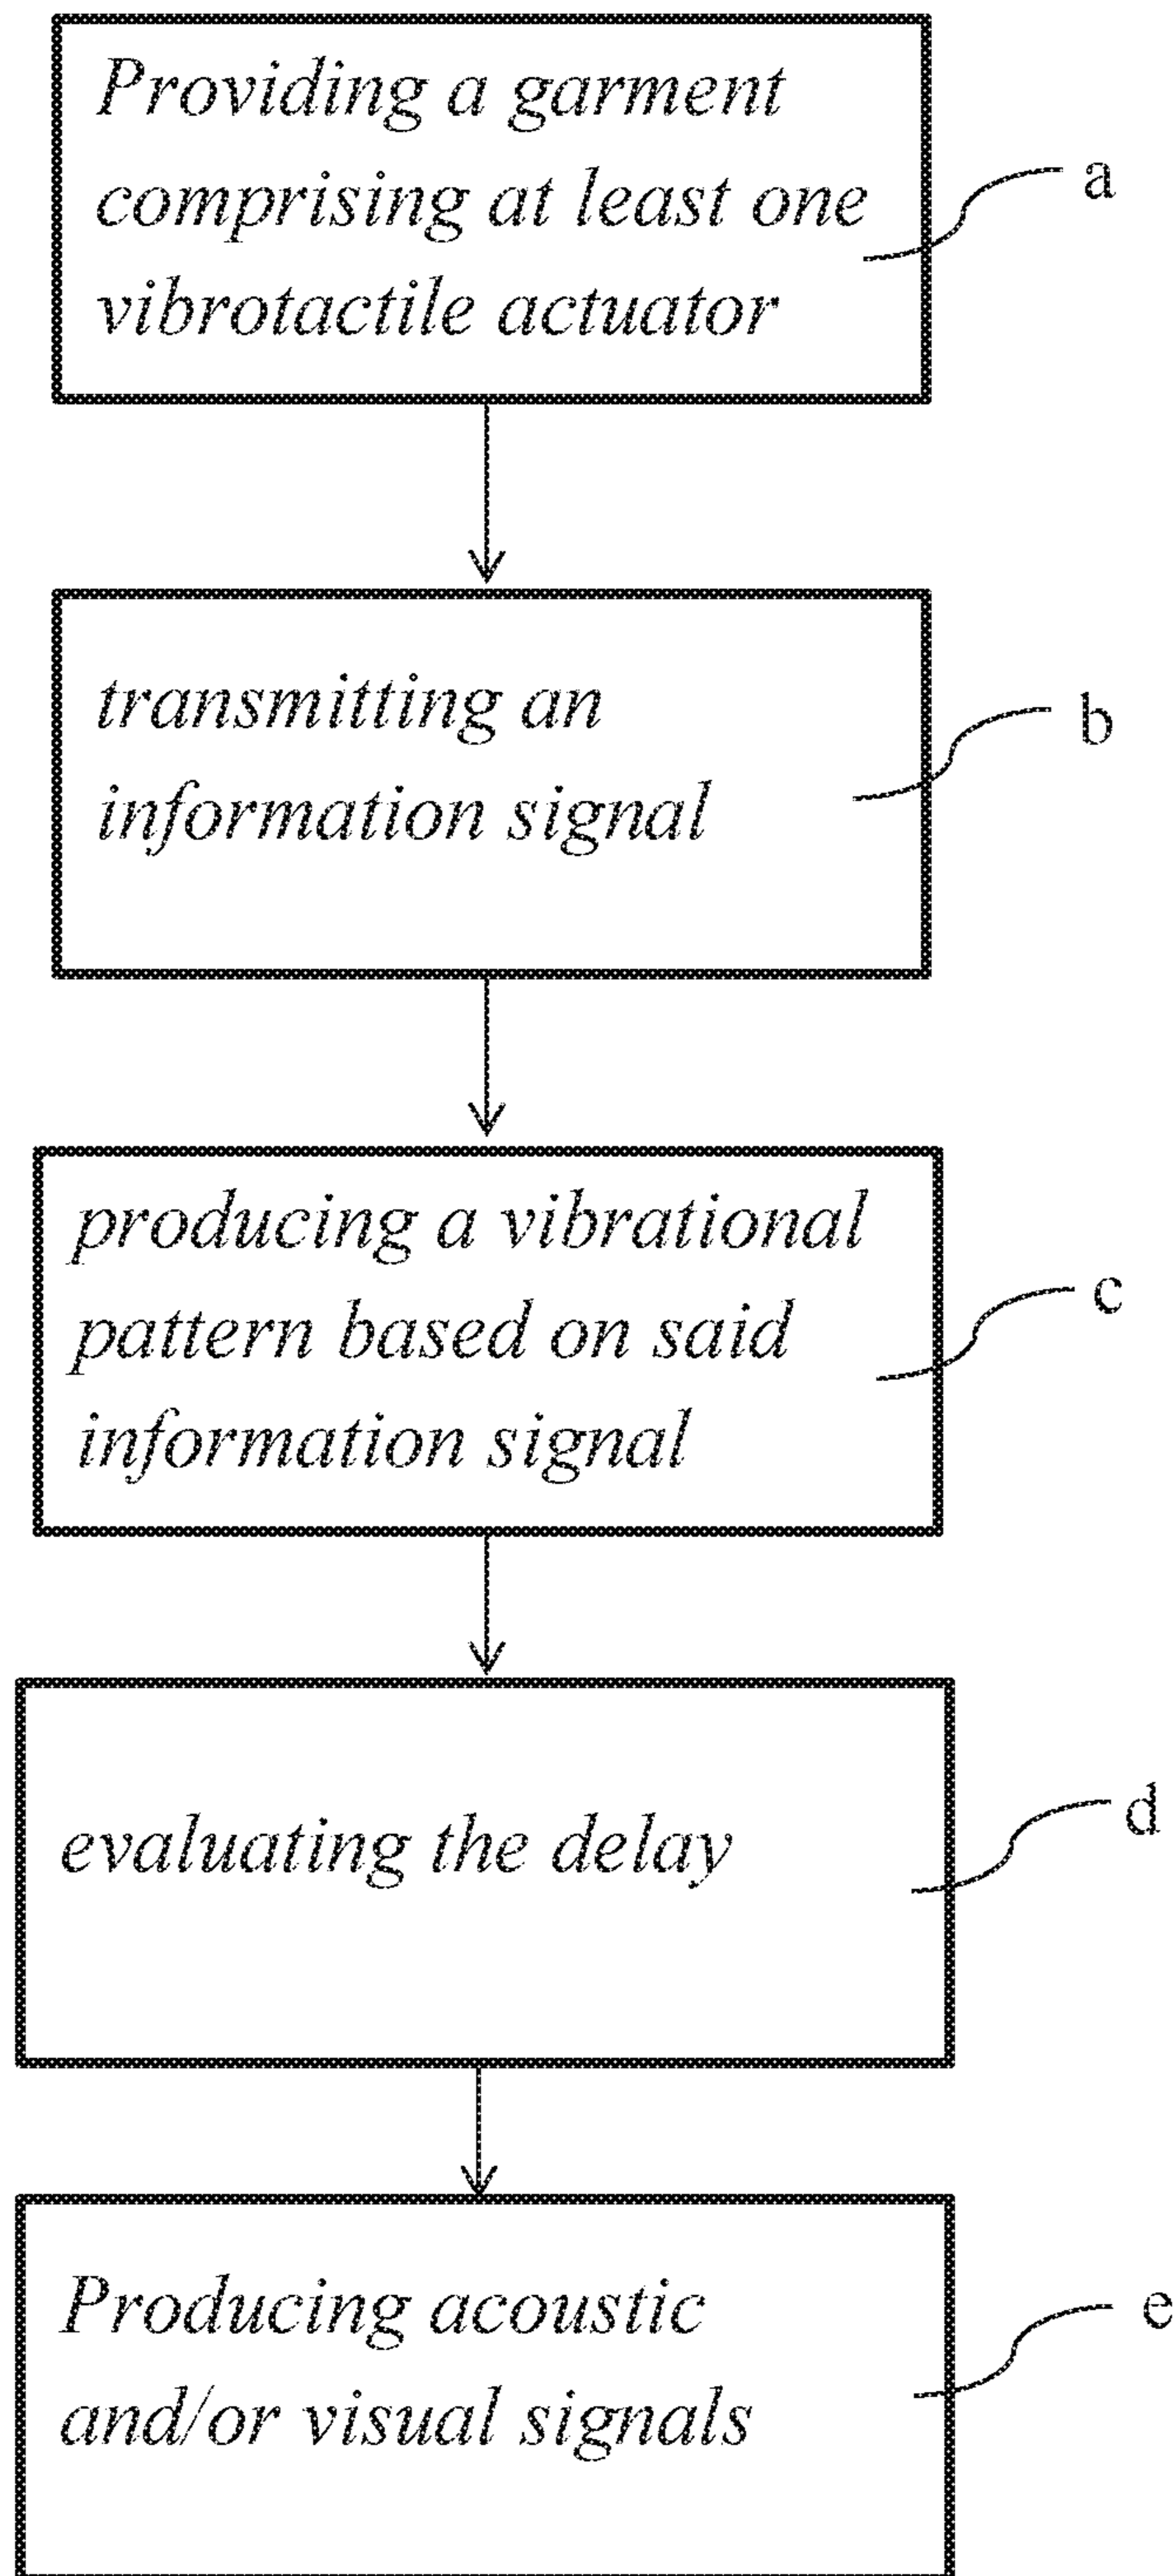 Providing a garment
comprising at least one
vibrotactile actuator
a
transmitting an
information signal
b
producing a vibrational
pattern based on said
information signal
c
evaluating the delay
d
Producing acoustic
and/or visual signals
e